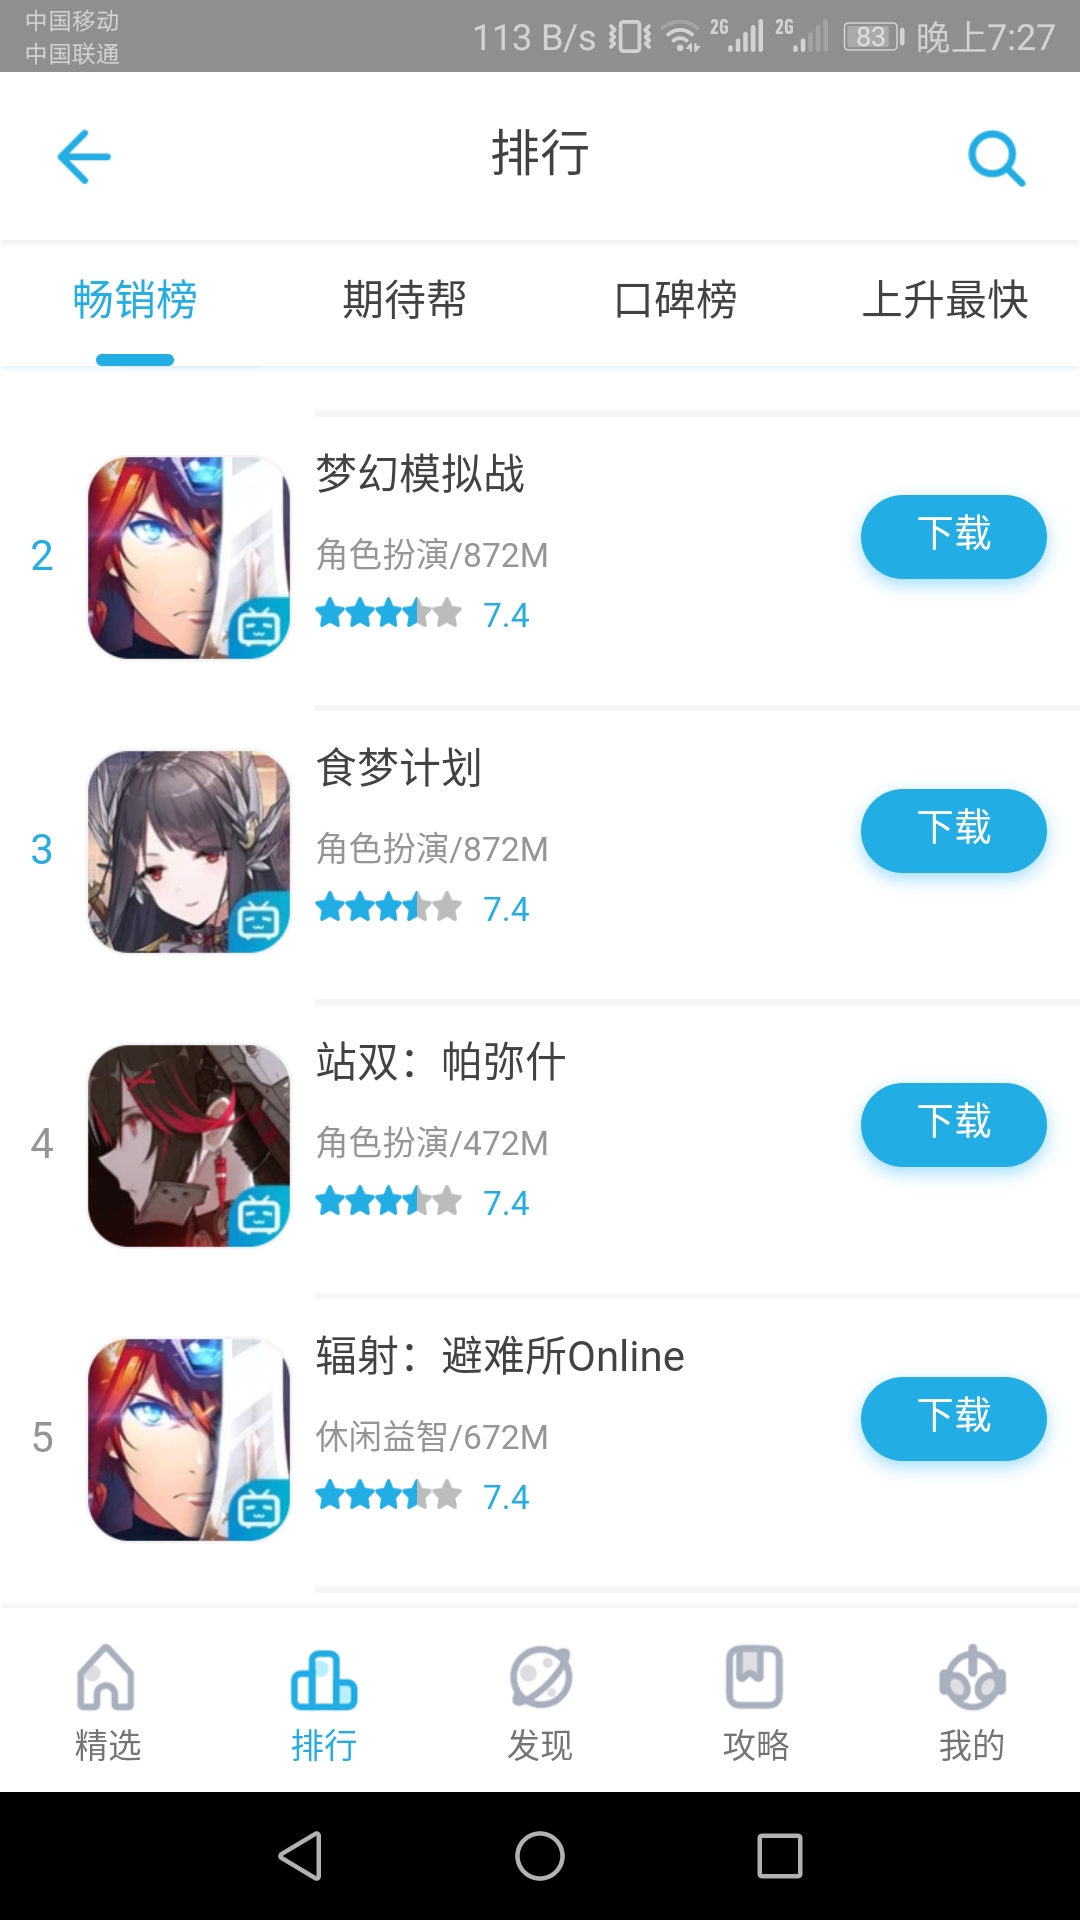 中国移动
中国联通
113 B/s 2G 2G 83 晚上7:27
排行
畅销榜 期待帮 口碑榜 上升最快
2
梦幻模拟战
角色扮演/872M
7.4
下载
3
食梦计划
角色扮演/872M
7.4
下载
4
站双：帕弥什
角色扮演/472M
7.4
下载
5
辐射：避难所Online
休闲益智/672M
7.4
下载
精选 排行 发现 攻略 我的